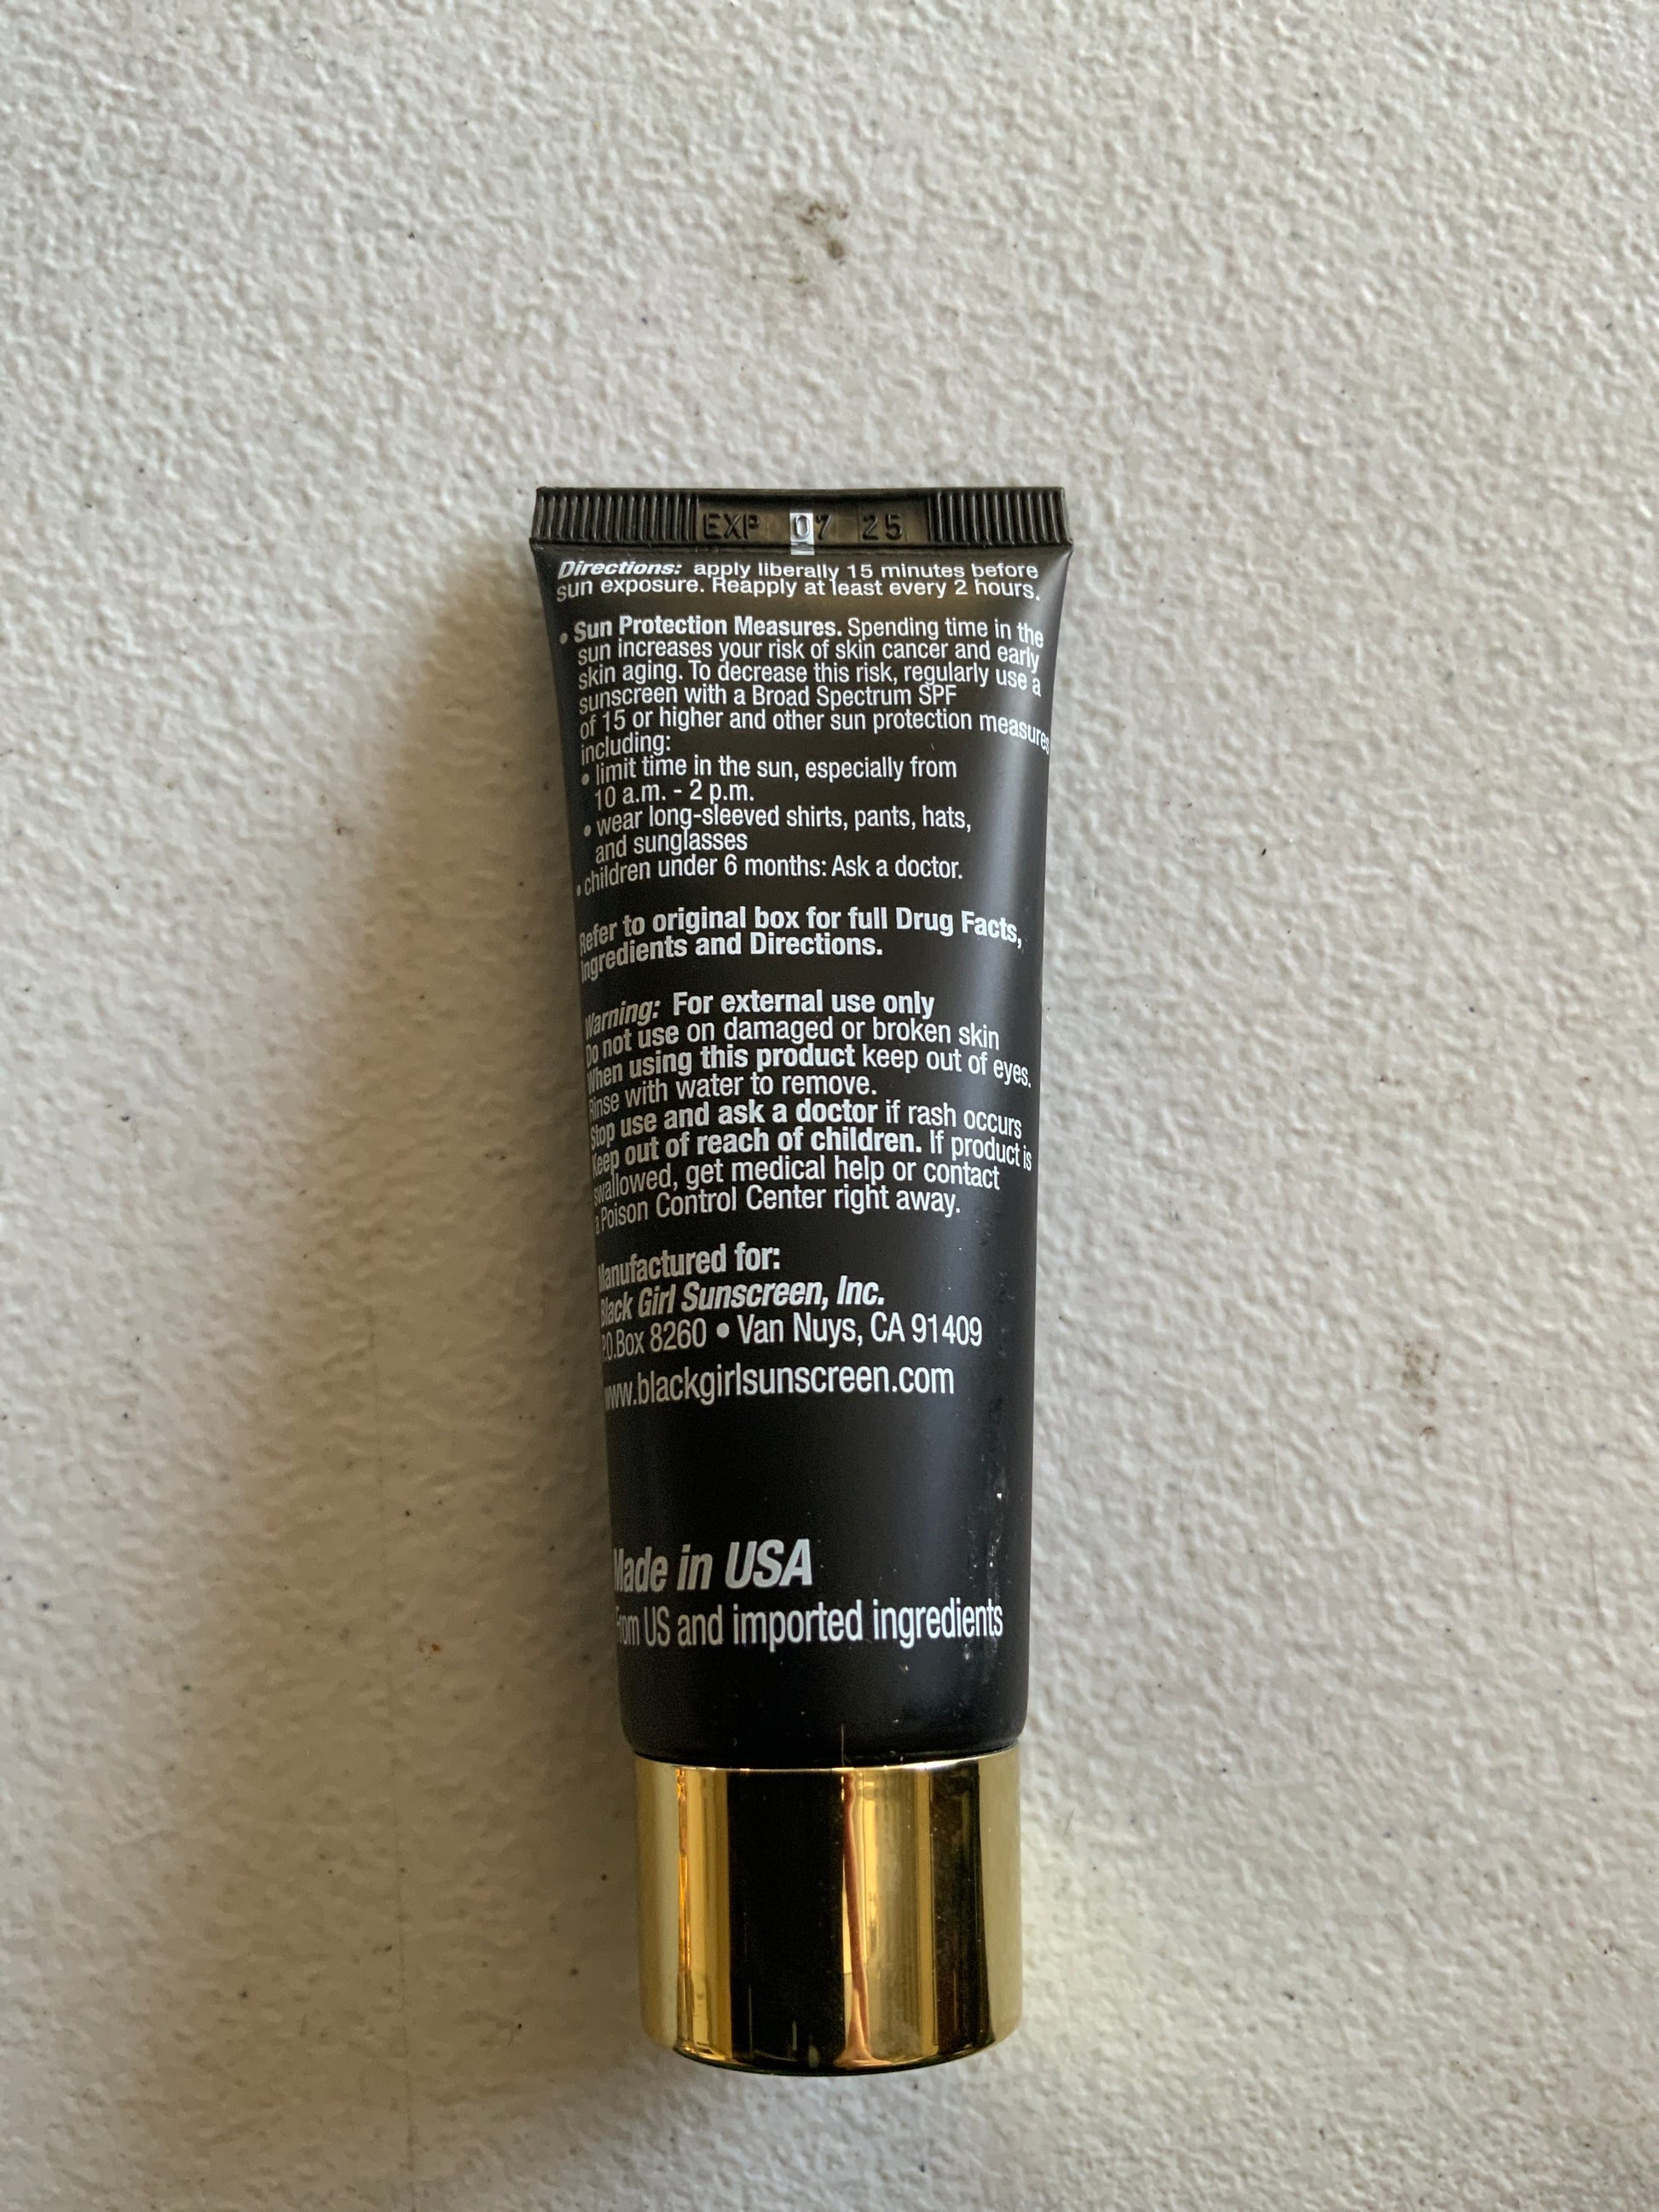 EXP 07 25
Directions: apply liberally 15 minutes before
sun exposure. Reapply at least every 2 hours.
• Sun Protection Measures. Spending time in the
sun increases your risk of skin cancer and early
skin aging. To decrease this risk, regularly use a
sunscreen with a Broad Spectrum SPF
of 15 or higher and other sun protection measures
including:
• limit time in the sun, especially from
10 a.m. - 2 p.m.
• wear long-sleeved shirts, pants, hats,
and sunglasses
• children under 6 months: Ask a doctor.
Refer to original box for full Drug Facts,
Ingredients and Directions.
Warning: For external use only
Do not use on damaged or broken skin
When using this product keep out of eyes.
Rinse with water to remove.
Stop use and ask a doctor if rash occurs
Keep out of reach of children. If product is
swallowed, get medical help or contact
a Poison Control Center right away.
Manufactured for:
Black Girl Sunscreen, Inc.
P.O.Box 8260 • Van Nuys, CA 91409
www.blackgirlsunscreen.com
Made in USA
From US and imported ingredients